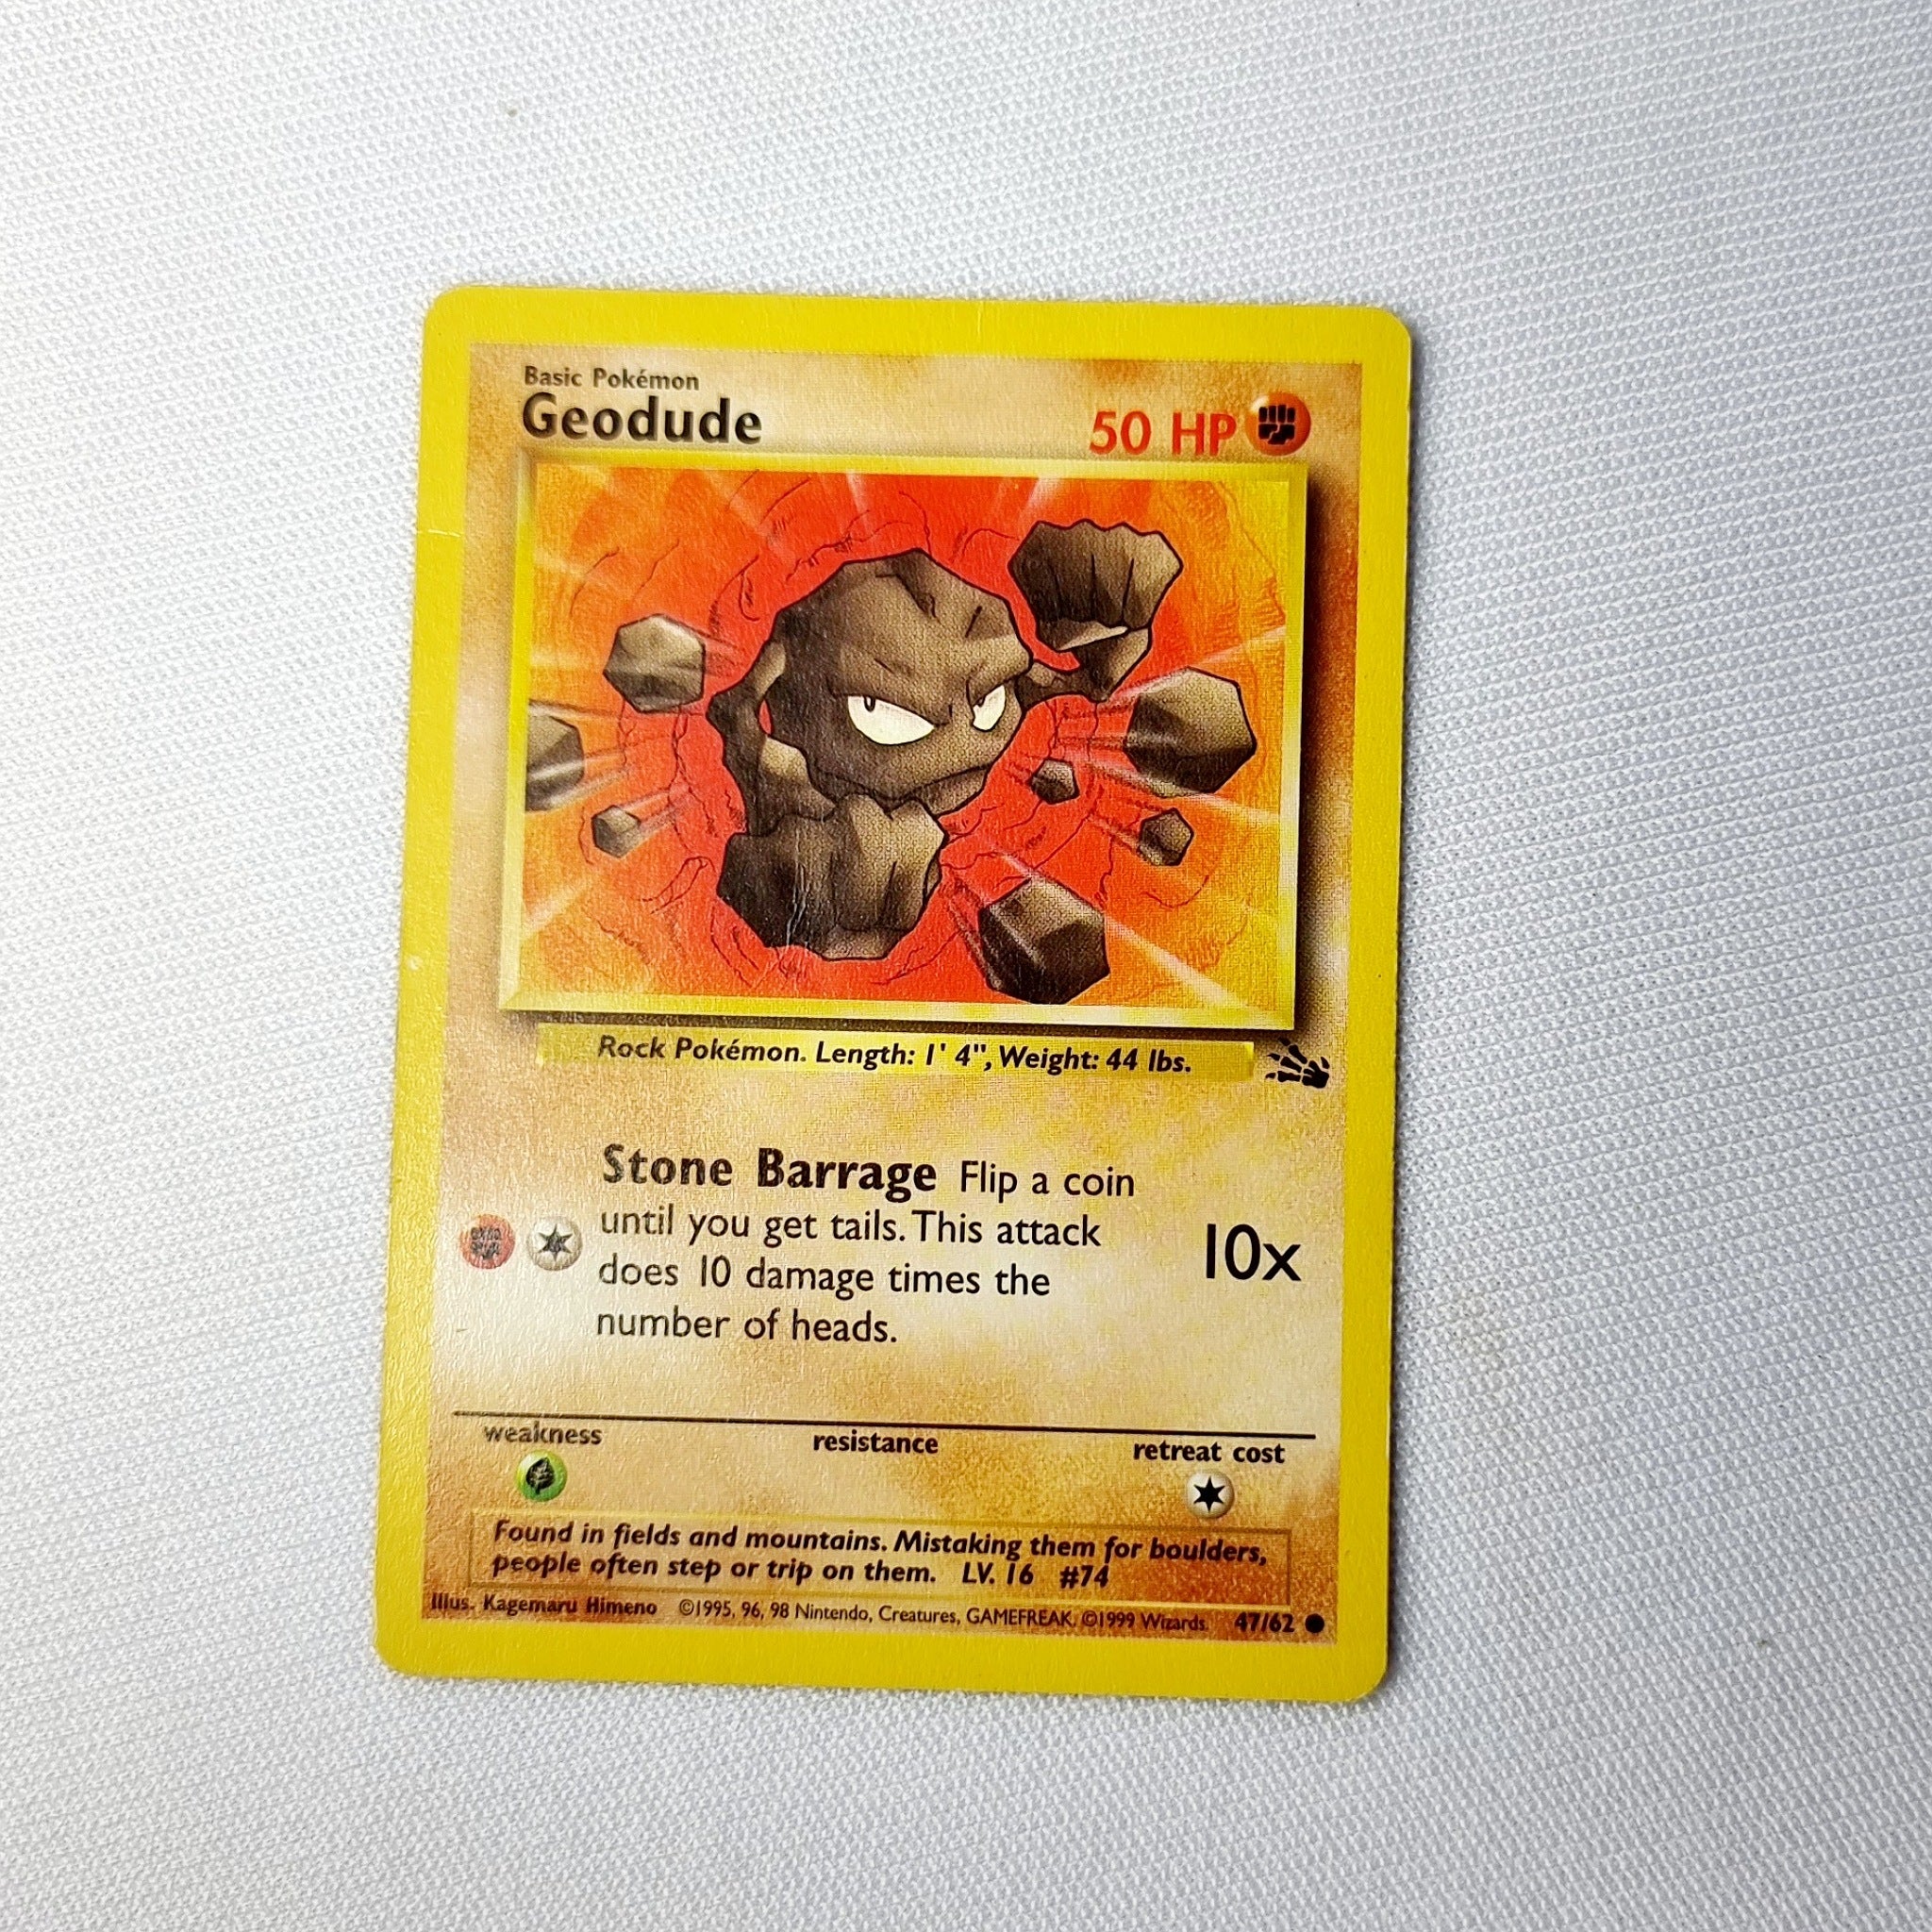 Basic Pokémon
Geodude
50 HP
Rock Pokémon. Length: 1' 4", Weight: 44 lbs.
Stone Barrage Flip a coin
until you get tails. This attack
does 10 damage times the
number of heads.
10x
weakness resistance retreat cost
Found in fields and mountains. Mistaking them for boulders,
people often step or trip on them. LV. 16 #74
Illus. Kagemaru Himeno ©1995, 96, 98 Nintendo, Creatures, GAMEFREAK. ©1999 Wizards. 47/62